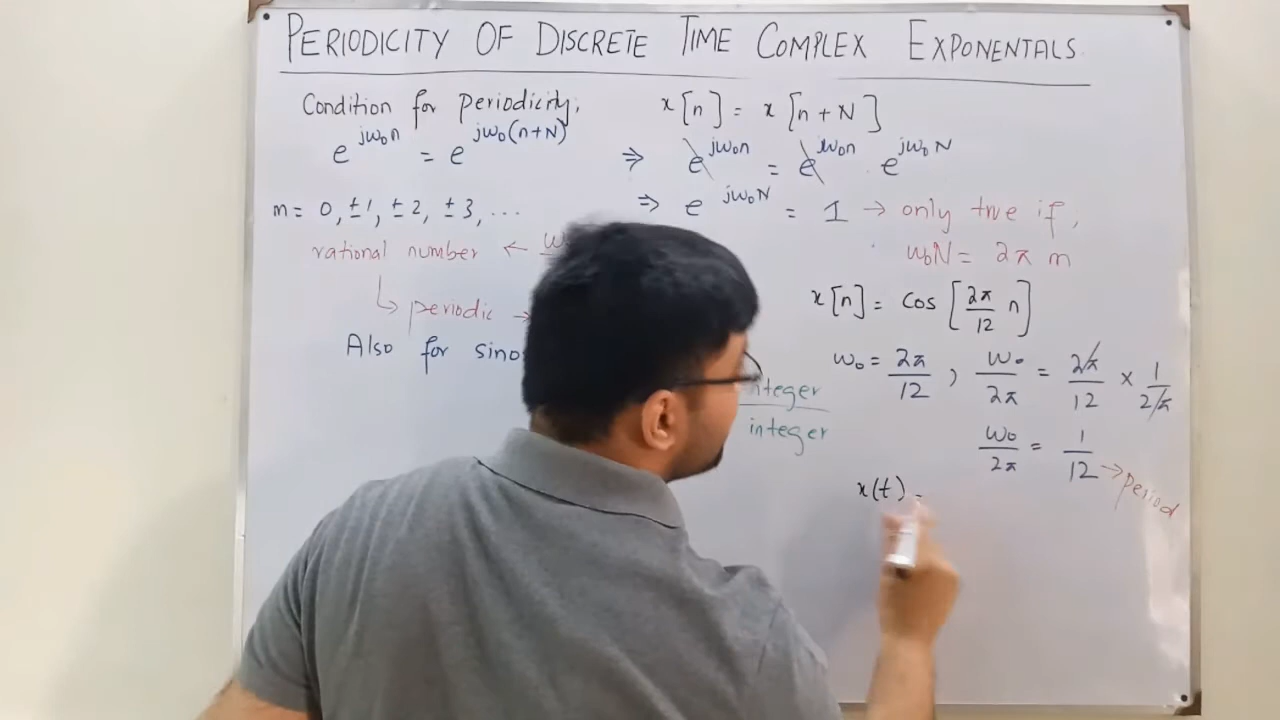 PERIODICITY OF DISCRETE TIME COMPLEX EXPONENTALS
Condition for periodicity, x[n] = x[n+N]
e^{jω₀n} = e^{jω₀(n+N)} ⇒ e^{jω₀n} = e^{jω₀n} . e^{jω₀N}
m = 0, ±1, ±2, ±3, ... ⇒ e^{jω₀N} = 1 → only true if,
rational number ← ω₀N = 2π m
↳ periodic →
x[n] = cos[2π/12 n]
Also for
ω₀ = 2π/12, ω₀/2π = 2π/12 × 1/2π
integer
integer
ω₀/2π = 1/12 → Period
x(t) =